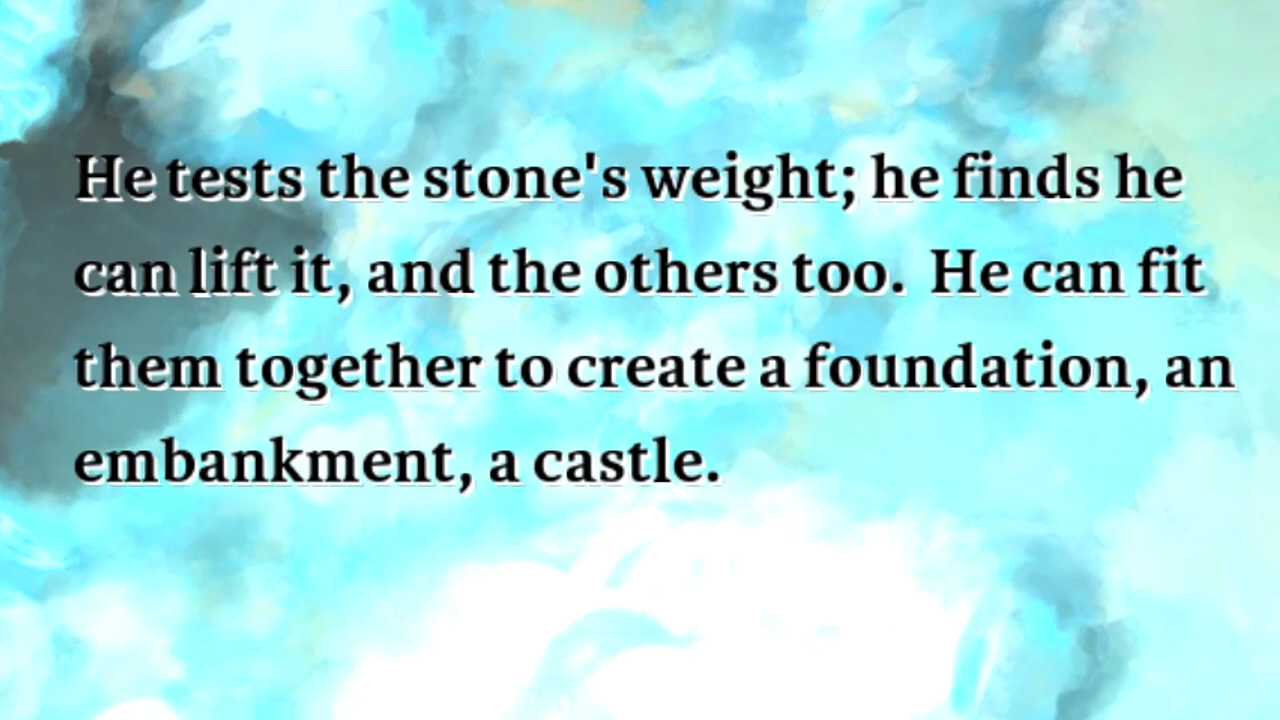 He tests the stone's weight; he finds he
can lift it, and the others too.  He can fit
them together to create a foundation, an
embankment, a castle.